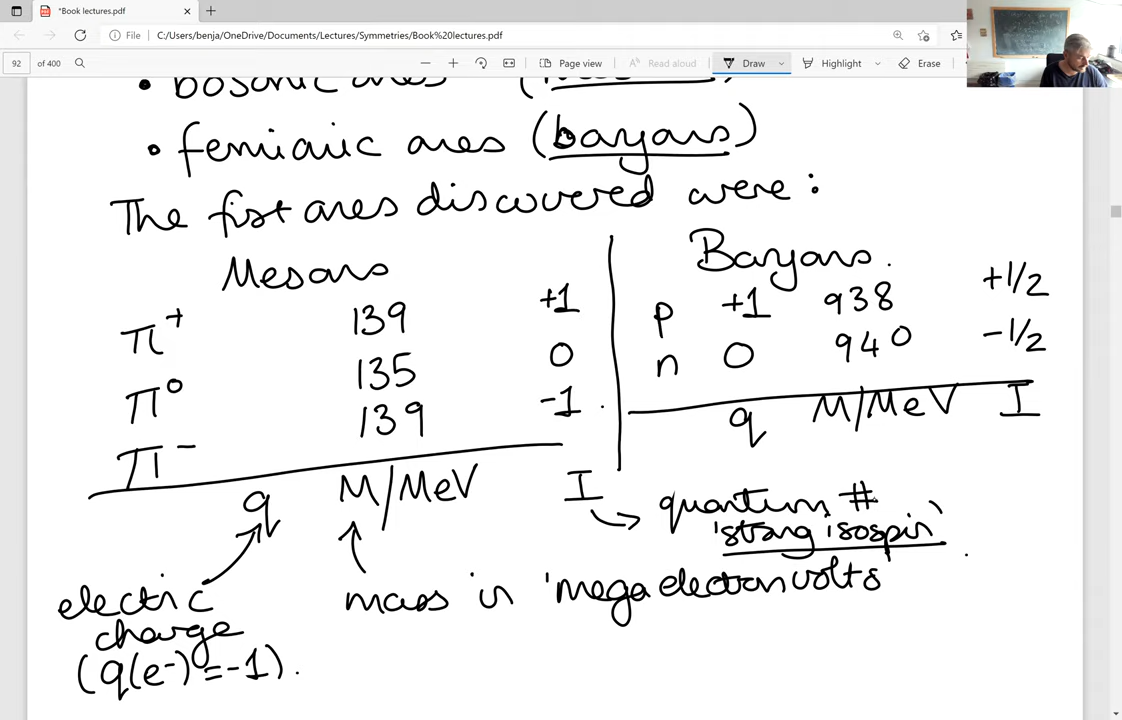 *Book lectures.pdf
File
C:/Users/benja/OneDrive/Documents/Lectures/Symmetries/Book%20lectures.pdf
92 of 400
Page view
Read aloud
Draw
Highlight
Erase
• bosonic ones (
• fermionic ones (baryons)
The first ones discovered were:
Mesons
π+ 139 +1
π0 135 0
π− 139 -1
q M/MeV I
Baryons.
p +1 938 +1/2
n 0 940 -1/2
q M/MeV I
quantum #
'strong isospin'
electric
charge
(q(e-)=-1).
mass in 'mega electron volts